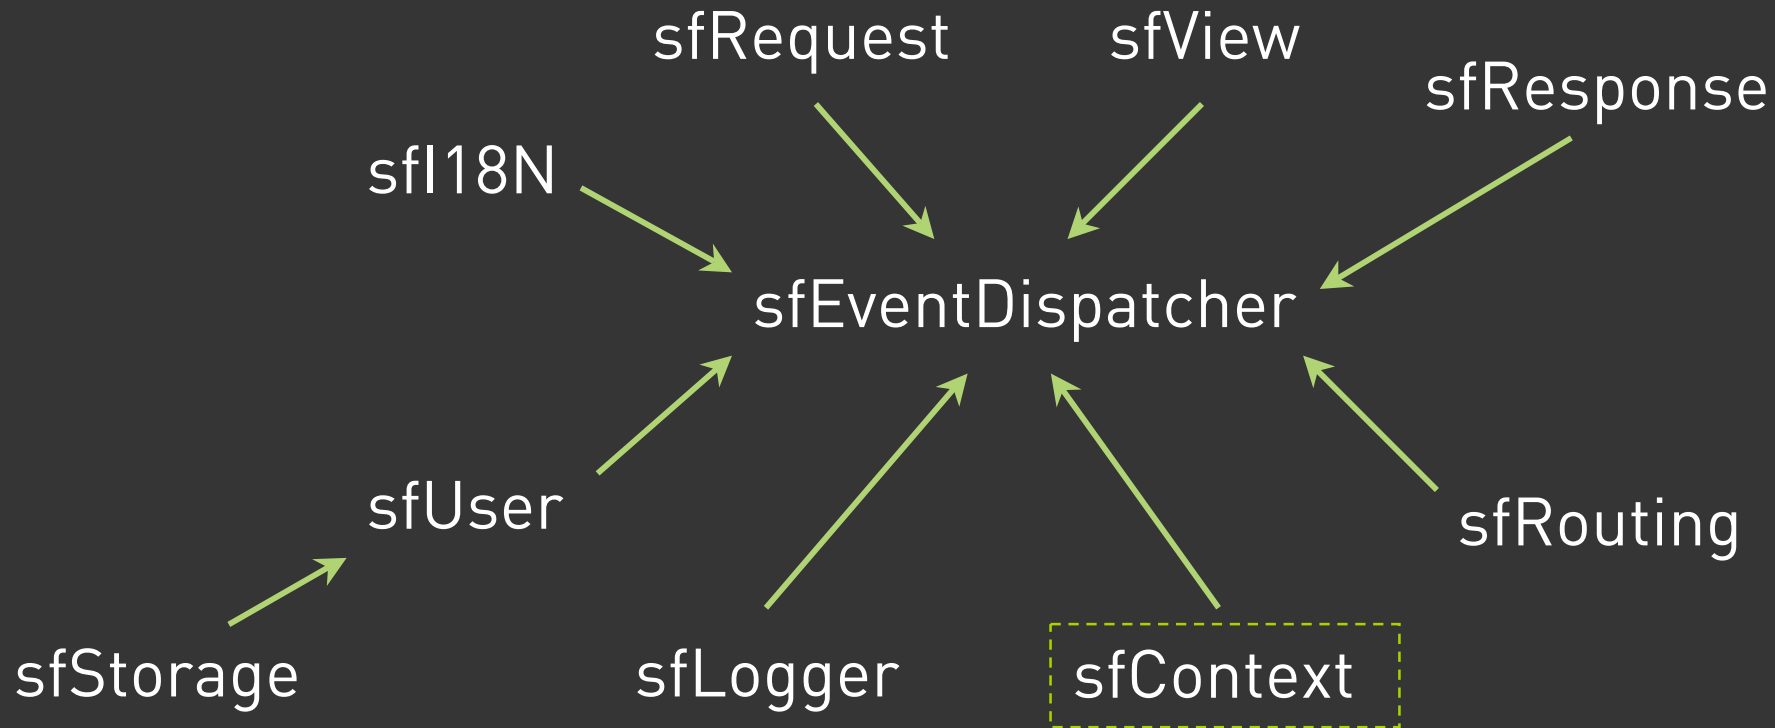 sfRequest
sfView
sfResponse
sfI18N
sfEventDispatcher
sfUser
sfRouting
sfStorage
sfLogger
sfContext